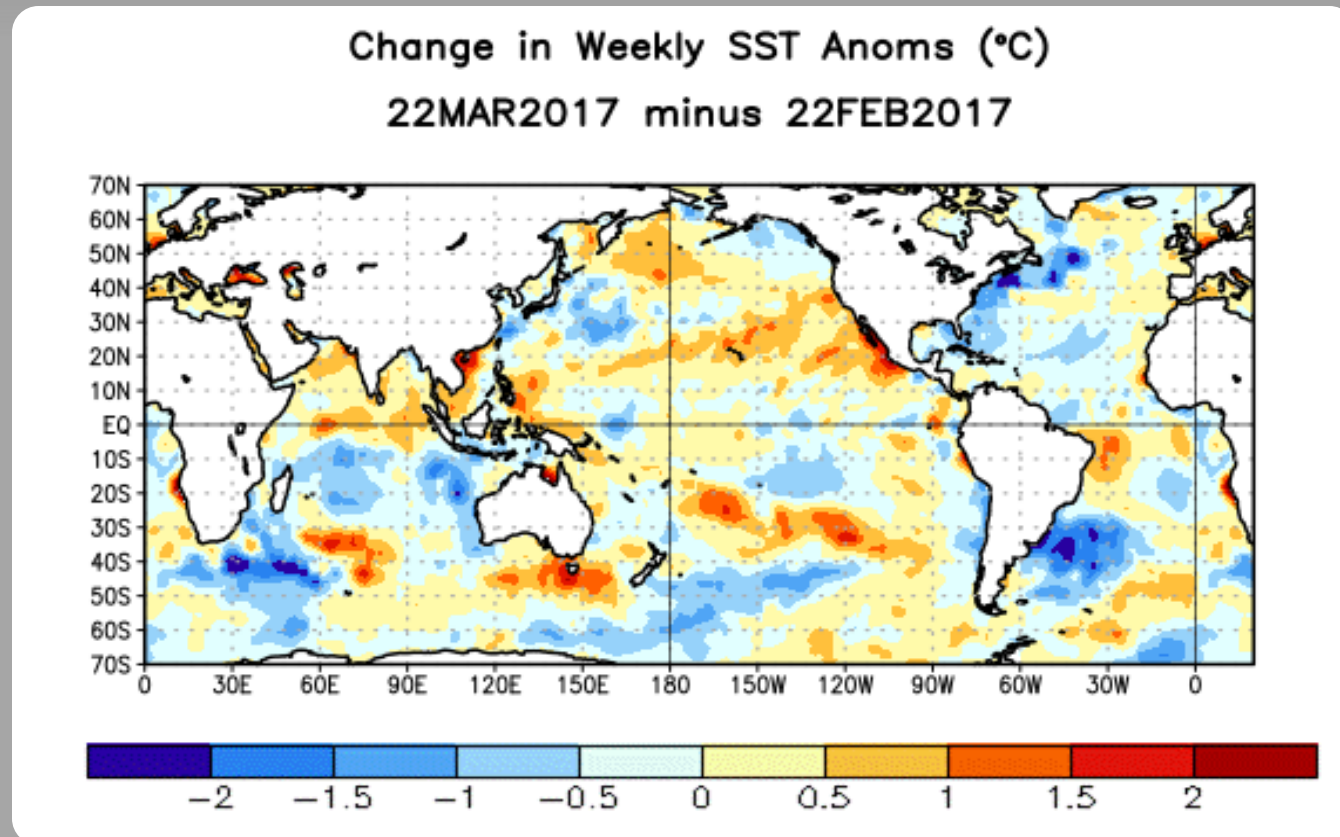 Change in Weekly SST Anoms (°C)
22MAR2017 minus 22FEB2017
70N
60N
50N
40N
30N
20N
10N
EQ
10S
20S
30S
40S
50S
60S
70S
0 30E 60E 90E 120E 150E 180 150W 120W 90W 60W 30W 0
−2 −1.5 −1 −0.5 0 0.5 1 1.5 2